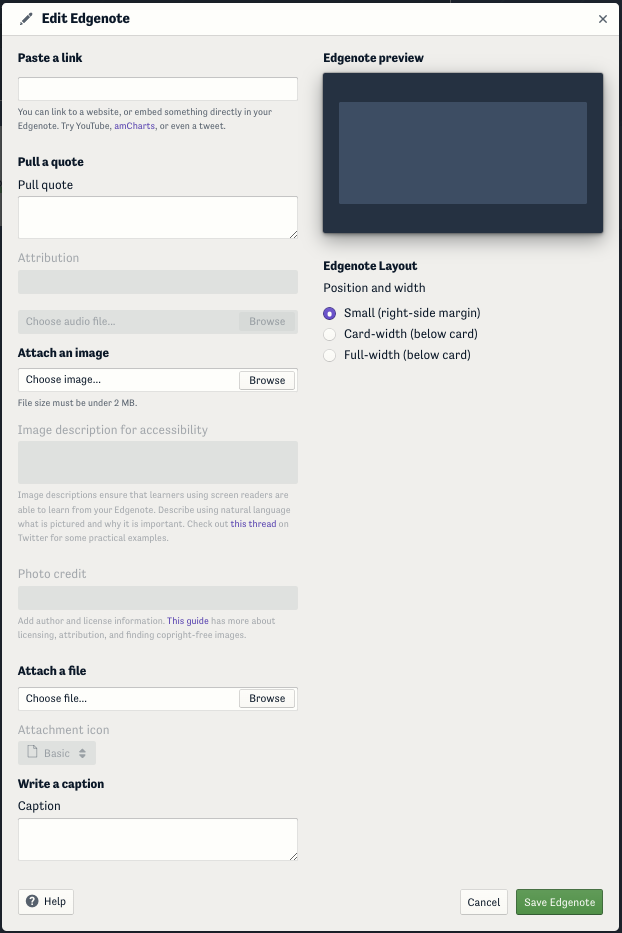 Edit Edgenote
Paste a link
You can link to a website, or embed something directly in your
Edgenote. Try YouTube, amCharts, or even a tweet.
Pull a quote
Pull quote
Attribution
Choose audio file...
Browse
Attach an image
Choose image...
Browse
File size must be under 2 MB.
Image description for accessibility
Image descriptions ensure that learners using screen readers are
able to learn from your Edgenote. Describe using natural language
what is pictured and why it is important. Check out this thread on
Twitter for some practical examples.
Photo credit
Add author and license information. This guide has more about
licensing, attribution, and finding copright-free images.
Attach a file
Choose file...
Browse
Attachment icon
Basic
Write a caption
Caption
Edgenote preview
Edgenote Layout
Position and width
Small (right-side margin)
Card-width (below card)
Full-width (below card)
Help
Cancel
Save Edgenote